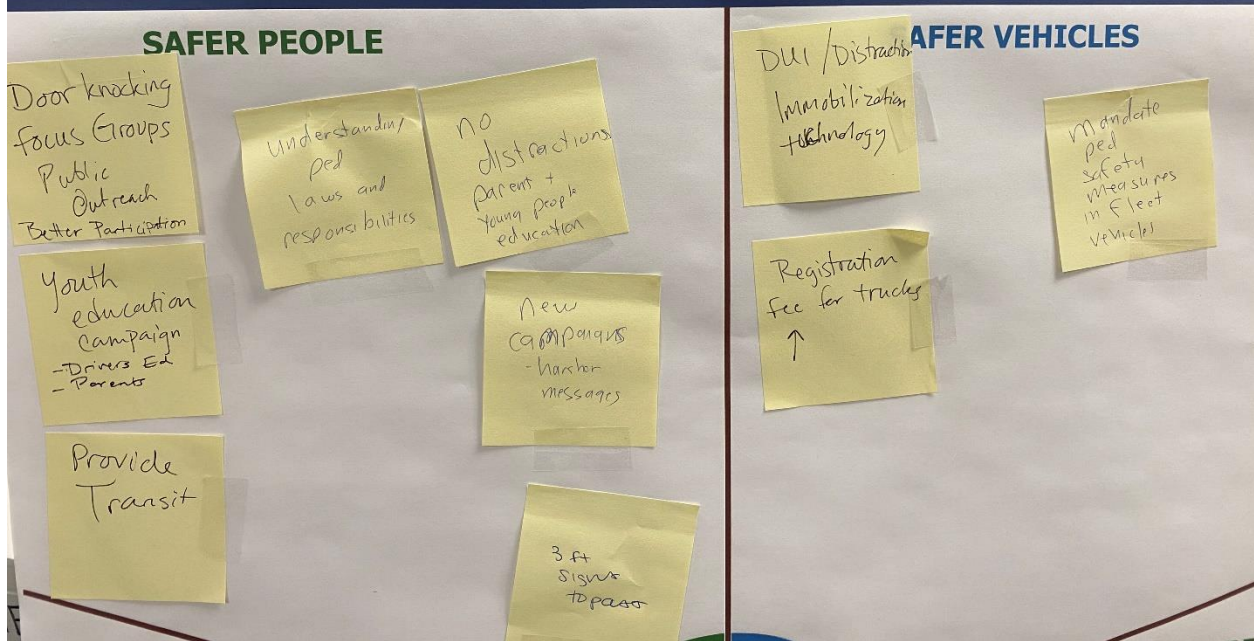 SAFER PEOPLE
Door knocking
Focus Groups
Public
Outreach
Better Participation
Understanding
ped
laws and
responsibilities
no
distractions
parent +
young people
education
Youth
education
campaign
- Drivers Ed
- Parents
new
campaigns
- harsher
messages
Provide
Transit
3 ft
signs
to pass
AFER VEHICLES
DUI / Distraction
Immobilization
technology
mandate
ped
safety
measures
in fleet
vehicles
Registration
fee for trucks
↑